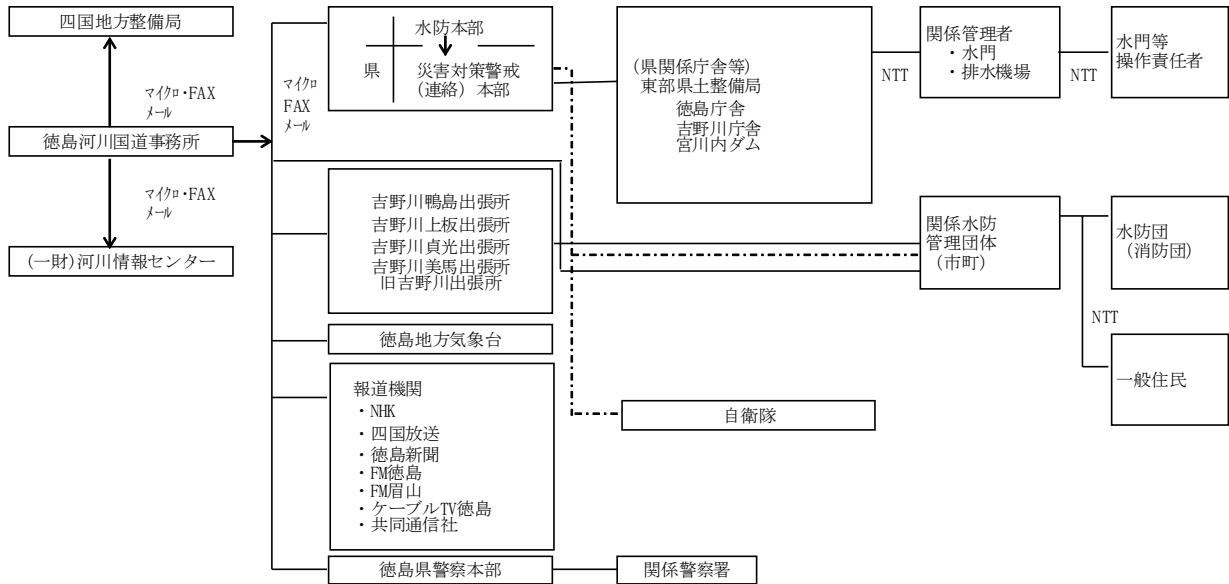 四国地方整備局
マイクロ・FAX
メール
徳島河川国道事務所
マイクロ・FAX
メール
(一財)河川情報センター
マイクロ
FAX
メール
水防本部
県
災害対策警戒
(連絡)本部
吉野川鴨島出張所
吉野川上板出張所
吉野川貞光出張所
吉野川美馬出張所
旧吉野川出張所
徳島地方気象台
報道機関
・NHK
・四国放送
・徳島新聞
・FM徳島
・FM眉山
・ケーブルTV徳島
・共同通信社
徳島県警察本部
(県関係庁舎等)
東部県土整備局
徳島庁舎
吉野川庁舎
宮川内ダム
自衛隊
関係警察署
NTT
関係管理者
・水門
・排水機場
NTT
水門等
操作責任者
関係水防
管理団体
(市町)
水防団
(消防団)
NTT
一般住民